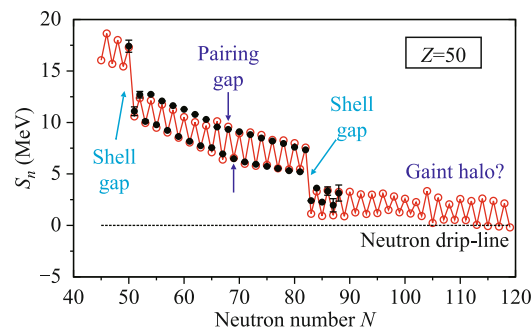 Z=50
Pairing
gap
Shell
gap
Shell
gap
Gaint halo?
Neutron drip-line
20
15
10
5
0
−5
Sn (MeV)
40 50 60 70 80 90 100 110 120
Neutron number N